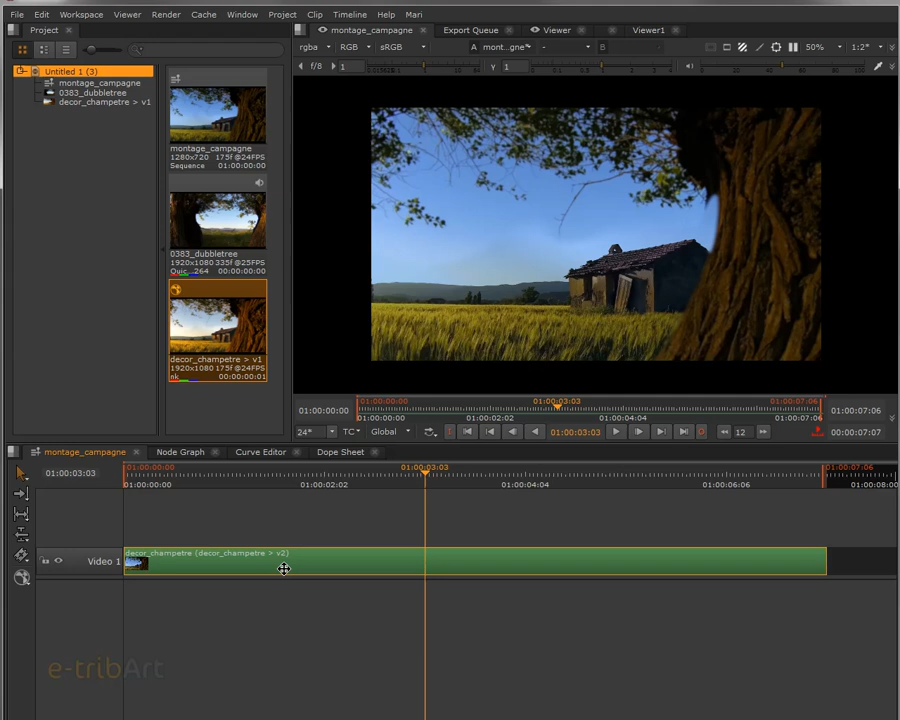 File Edit Workspace Viewer Render Cache Window Project Clip Timeline Help Mari
Project
montage_campagne Export Queue Viewer Viewer1
rgba RGB sRGB A mont....gne* - B 50% 1:2*
f/8 1 Y 1
Untitled 1 (3)
montage_campagne
0383_dubbletree
decor_champetre > v1
montage_campagne
1280x720 175f@24FPS
Sequence 01:00:00:00
0383_dubbletree
1920x1080 335f@25FPS
Quic...264 00:00:00:00
decor_champetre > v1
1920x1080 175f@24FPS
nk 00:00:00:01
01:00:00:00 01:00:03:03 01:00:07:06
01:00:00:00 01:00:00:00 01:00:02:02 01:00:04:04 01:00:07:06 01:00:07:06
24* TC Global 01:00:03:03 12 00:00:07:07
montage_campagne Node Graph Curve Editor Dope Sheet
01:00:03:03 01:00:00:00 01:00:03:03 01:00:07:06
01:00:00:00 01:00:02:02 01:00:04:04 01:00:06:06 01:00:08:0
decor_champetre (decor_champetre > v2)
Video 1
e-tribArt